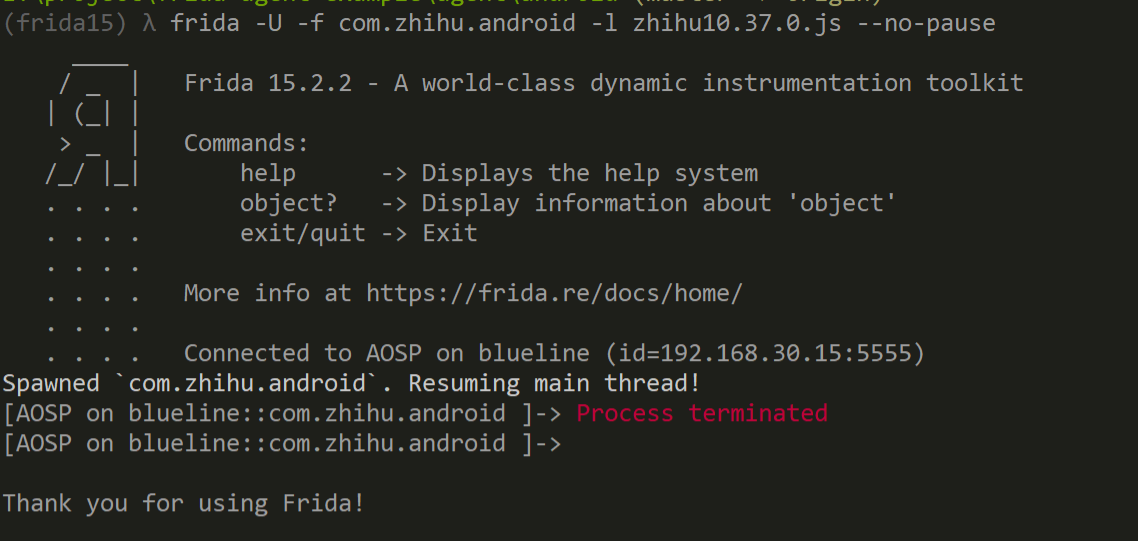 (frida15) λ frida -U -f com.zhihu.android -l zhihu10.37.0.js --no-pause
     ____
    / _  |   Frida 15.2.2 - A world-class dynamic instrumentation toolkit
   | (_| |
    > _  |   Commands:
   /_/ |_|       help      -> Displays the help system
   . . . .       object?   -> Display information about 'object'
   . . . .       exit/quit -> Exit
   . . . .
   . . . .   More info at https://frida.re/docs/home/
   . . . .
   . . . .   Connected to AOSP on blueline (id=192.168.30.15:5555)
Spawned `com.zhihu.android`. Resuming main thread!
[AOSP on blueline::com.zhihu.android ]-> Process terminated
[AOSP on blueline::com.zhihu.android ]->

Thank you for using Frida!